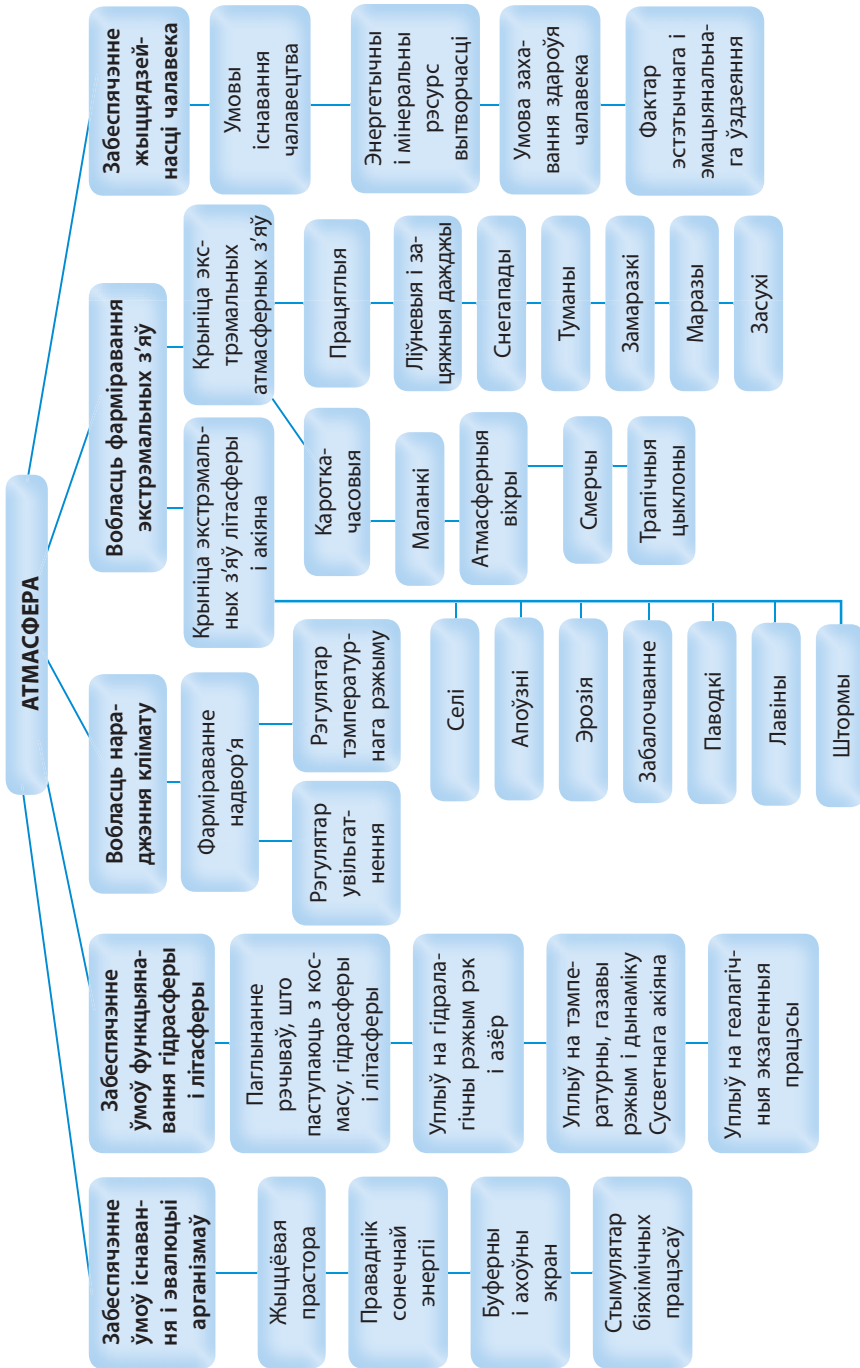 АТМАСФЕРА
Забеспячэнне
ўмоў існаван-
ня і эвалюцыі
арганізмаў
Жыццёвая
прастора
Праваднік
сонечнай
энергіі
Буферны
і ахоўны
экран
Стымулятар
біяхімічных
працэсаў
Забеспячэнне
ўмоў функцыяна-
вання гідрасферы
і літасферы
Паглынанне
рэчываў, што
паступаюць з кос-
масу, гідрасферы
і літасферы
Уплыў на гідрала-
гічны рэжым рэк
і азёр
Уплыў на тэмпе-
ратурны, газавы
рэжым і дынаміку
Сусветнага акіяна
Уплыў на геалагіч-
ныя экзагенныя
працэсы
Вобласць нара-
джэння клімату
Фарміраванне
надвор'я
Рэгулятар
увільгат-
нення
Рэгулятар
тэмператур-
нага рэжыму
Вобласць фарміравання
экстрэмальных з'яў
Крыніца экстрэмаль-
ных з'яў літасферы
і акіяна
Селі
Апоўзні
Эрозія
Забалочванне
Паводкі
Лавіны
Штормы
Крыніца экс-
трэмальных
атмасферных з'яў
Каротка-
часовыя
Маланкі
Атмасферныя
віхры
Смерчы
Трапічныя
цыклоны
Працяглыя
Ліўневыя і за-
цяжныя дажджы
Снегапады
Туманы
Замаразкі
Маразы
Засухі
Забеспячэнне
жыццядзей-
насці чалавека
Умовы
існавання
чалавецтва
Энергетычны
і мінеральны
рэсурс
вытворчасці
Умова заха-
вання здароўя
чалавека
Фактар
эстэтычнага і
эмацыянальна-
га ўздзеяння